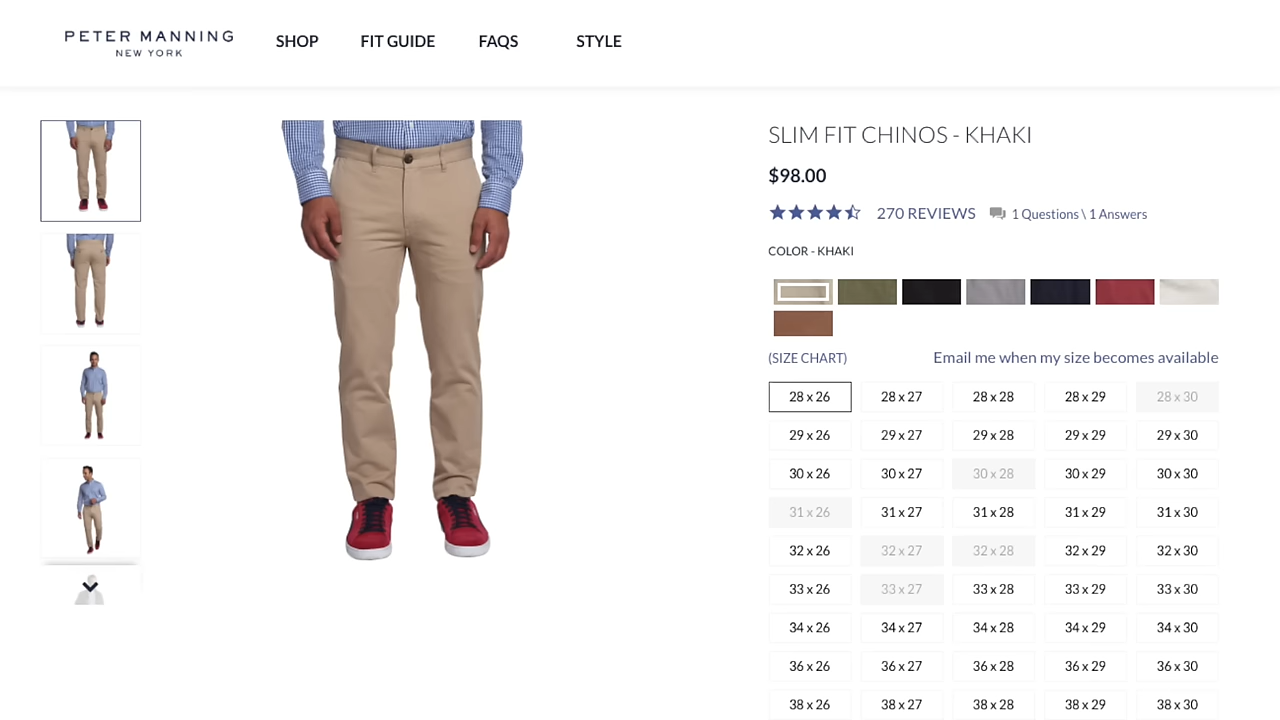 PETER MANNING
NEW YORK
SHOP FIT GUIDE FAQS STYLE
SLIM FIT CHINOS - KHAKI
$98.00
270 REVIEWS 1 Questions \ 1 Answers
COLOR - KHAKI
(SIZE CHART) Email me when my size becomes available
28 x 26 28 x 27 28 x 28 28 x 29 28 x 30
29 x 26 29 x 27 29 x 28 29 x 29 29 x 30
30 x 26 30 x 27 30 x 28 30 x 29 30 x 30
31 x 26 31 x 27 31 x 28 31 x 29 31 x 30
32 x 26 32 x 27 32 x 28 32 x 29 32 x 30
33 x 26 33 x 27 33 x 28 33 x 29 33 x 30
34 x 26 34 x 27 34 x 28 34 x 29 34 x 30
36 x 26 36 x 27 36 x 28 36 x 29 36 x 30
38 x 26 38 x 27 38 x 28 38 x 29 38 x 30